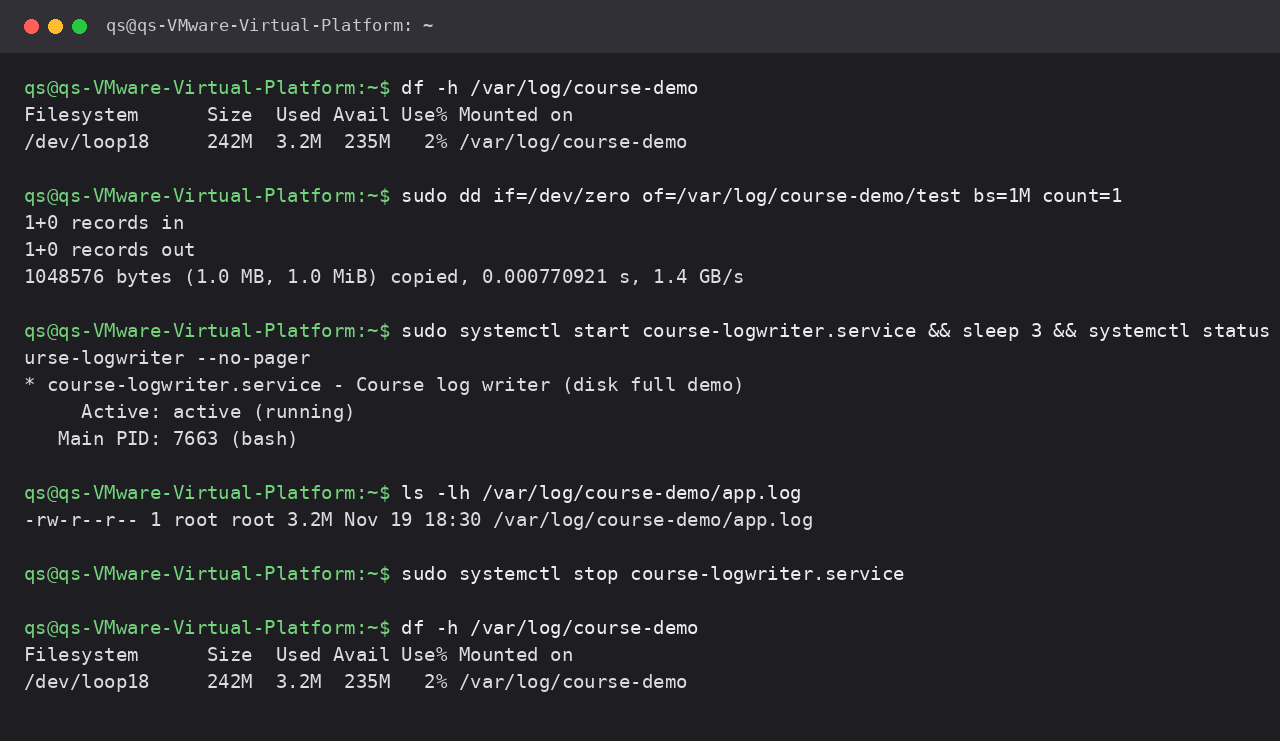 qs@qs-VMware-Virtual-Platform: ~
qs@qs-VMware-Virtual-Platform:~$ df -h /var/log/course-demo
Filesystem      Size  Used Avail Use% Mounted on
/dev/loop18     242M  3.2M  235M   2% /var/log/course-demo
qs@qs-VMware-Virtual-Platform:~$ sudo dd if=/dev/zero of=/var/log/course-demo/test bs=1M count=1
1+0 records in
1+0 records out
1048576 bytes (1.0 MB, 1.0 MiB) copied, 0.000770921 s, 1.4 GB/s
qs@qs-VMware-Virtual-Platform:~$ sudo systemctl start course-logwriter.service && sleep 3 && systemctl status
urse-logwriter --no-pager
* course-logwriter.service - Course log writer (disk full demo)
     Active: active (running)
   Main PID: 7663 (bash)
qs@qs-VMware-Virtual-Platform:~$ ls -lh /var/log/course-demo/app.log
-rw-r--r-- 1 root root 3.2M Nov 19 18:30 /var/log/course-demo/app.log
qs@qs-VMware-Virtual-Platform:~$ sudo systemctl stop course-logwriter.service
qs@qs-VMware-Virtual-Platform:~$ df -h /var/log/course-demo
Filesystem      Size  Used Avail Use% Mounted on
/dev/loop18     242M  3.2M  235M   2% /var/log/course-demo